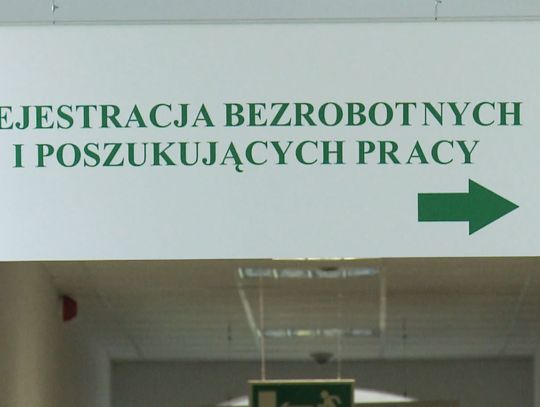 EJESTRACJA BEZROBOTNYCH
I POSZUKUJĄCYCH PRACY